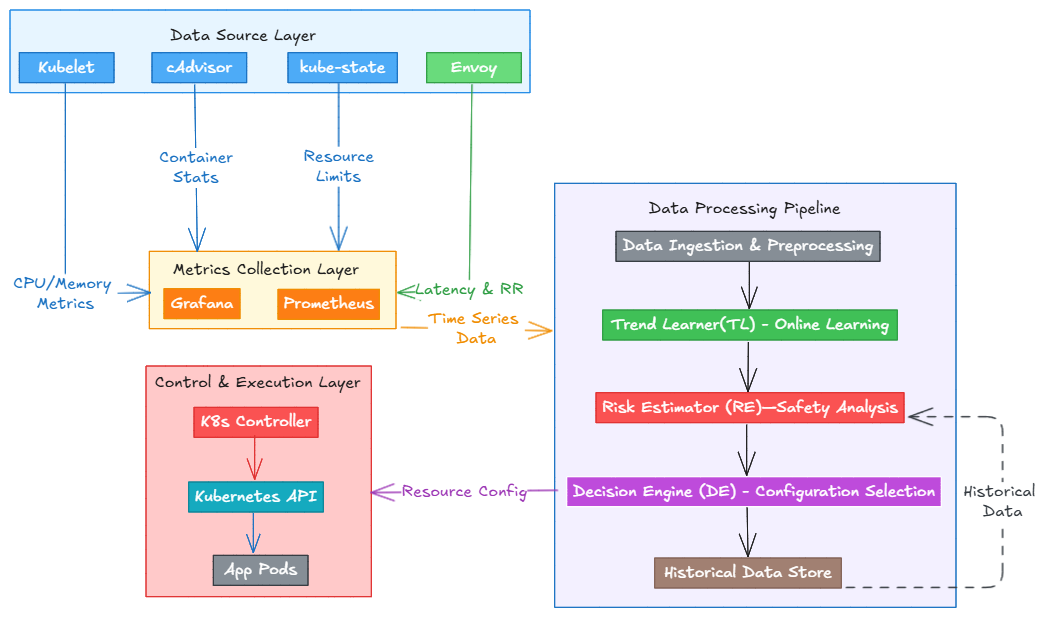 Data Source Layer
Kubelet
cAdvisor
kube-state
Envoy
Container
Stats
Resource
Limits
CPU/Memory
Metrics
Metrics Collection Layer
Grafana
Prometheus
Latency & RR
Time Series
Data
Data Processing Pipeline
Data Ingestion & Preprocessing
Trend Learner(TL) - Online Learning
Risk Estimator (RE)—Safety Analysis
Decision Engine (DE) - Configuration Selection
Historical Data Store
Historical
Data
Resource Config
Control & Execution Layer
K8s Controller
Kubernetes API
App Pods